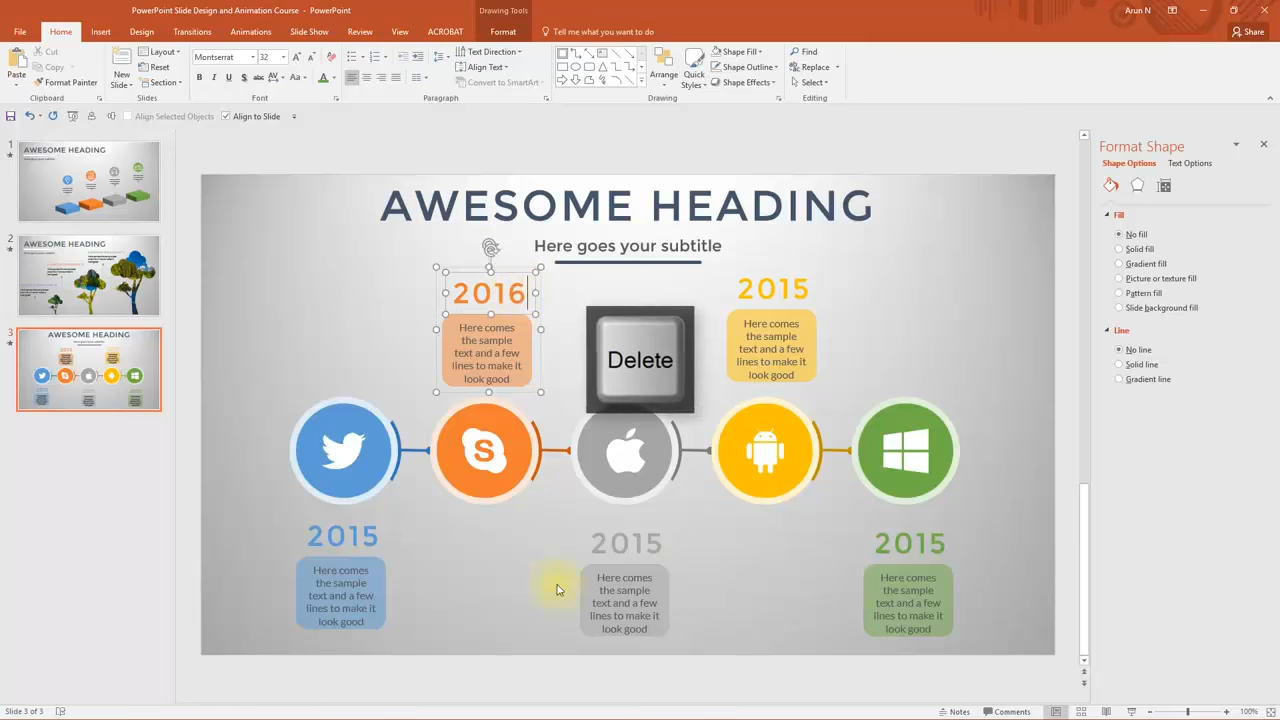 PowerPoint Slide Design and Animation Course - PowerPoint
Drawing Tools
Arun N
File
Home
Insert
Design
Transitions
Animations
Slide Show
Review
View
ACROBAT
Format
Tell me what you want to do
Share
Paste
Cut
Copy
Format Painter
Clipboard
New
Slide
Layout
Reset
Section
Slides
Montserrat
32
Font
Text Direction
Align Text
Convert to SmartArt
Paragraph
Arrange
Quick
Styles
Shape Fill
Shape Outline
Shape Effects
Drawing
Find
Replace
Select
Editing
Align Selected Objects
Align to Slide
1
AWESOME HEADING
2
AWESOME HEADING
3
AWESOME HEADING
AWESOME HEADING
Here goes your subtitle
2016
Here comes
the sample
text and a few
lines to make it
look good
Delete
2015
Here comes
the sample
text and a few
lines to make it
look good
2015
Here comes
the sample
text and a few
lines to make it
look good
2015
Here comes
the sample
text and a few
lines to make it
look good
2015
Here comes
the sample
text and a few
lines to make it
look good
Format Shape
Shape Options
Text Options
Fill
No fill
Solid fill
Gradient fill
Picture or texture fill
Pattern fill
Slide background fill
Line
No line
Solid line
Gradient line
Slide 3 of 3
Notes
Comments
100%